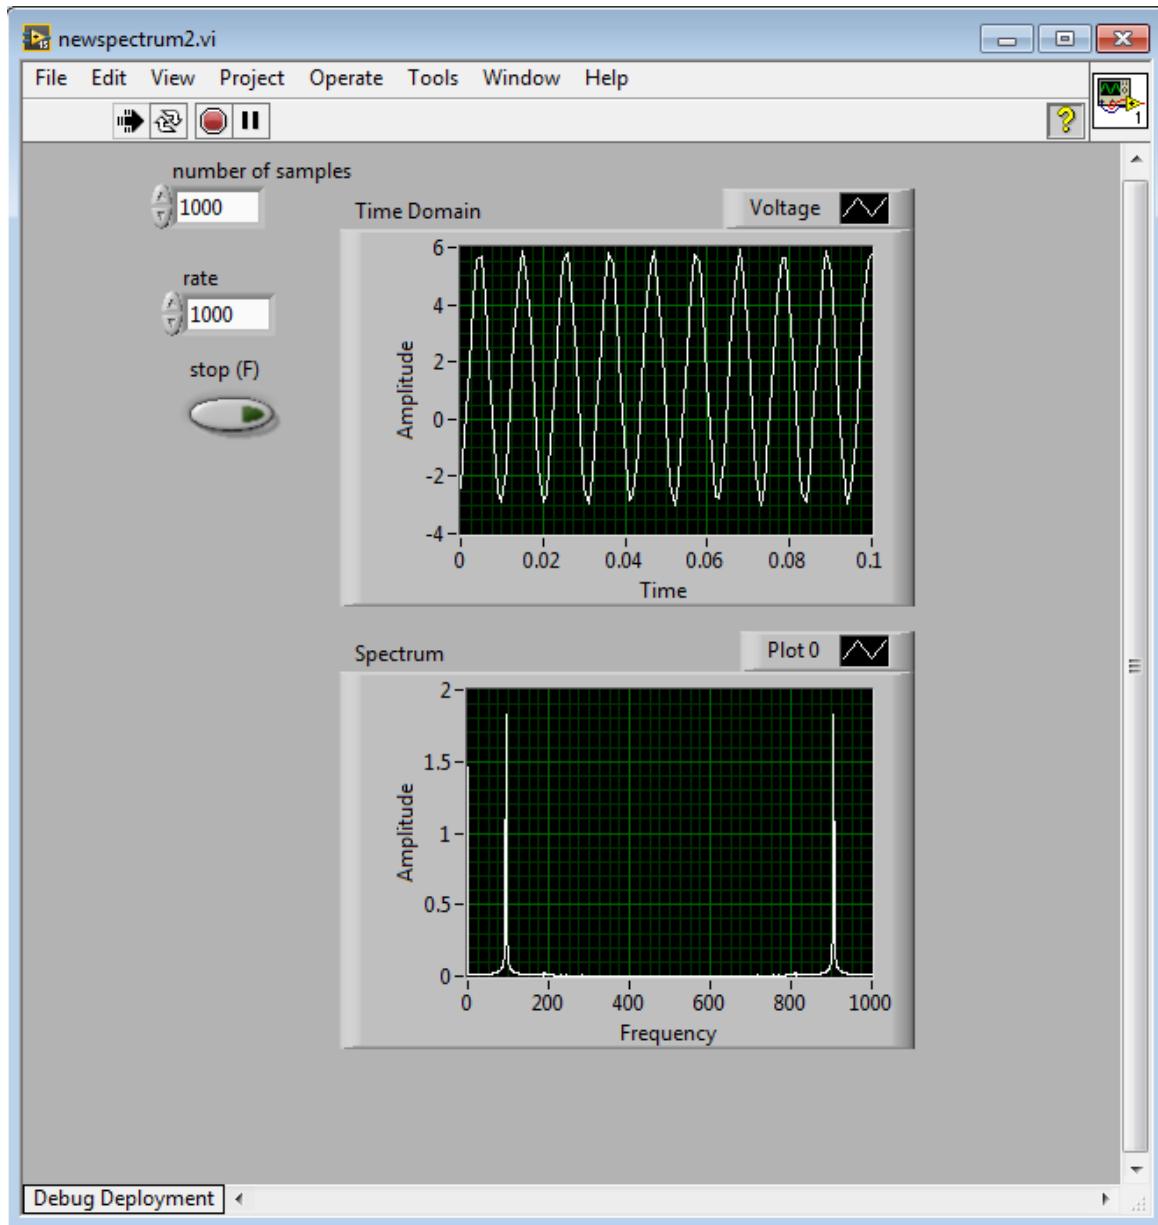 newspectrum2.vi
File Edit View Project Operate Tools Window Help
15
?
1
number of samples
1000
rate
1000
stop (F)
Time Domain
Voltage
Amplitude
6
4
2
0
-2
-4
0 0.02 0.04 0.06 0.08 0.1
Time
Spectrum
Plot 0
Amplitude
2
1.5
1
0.5
0
0 200 400 600 800 1000
Frequency
Debug Deployment